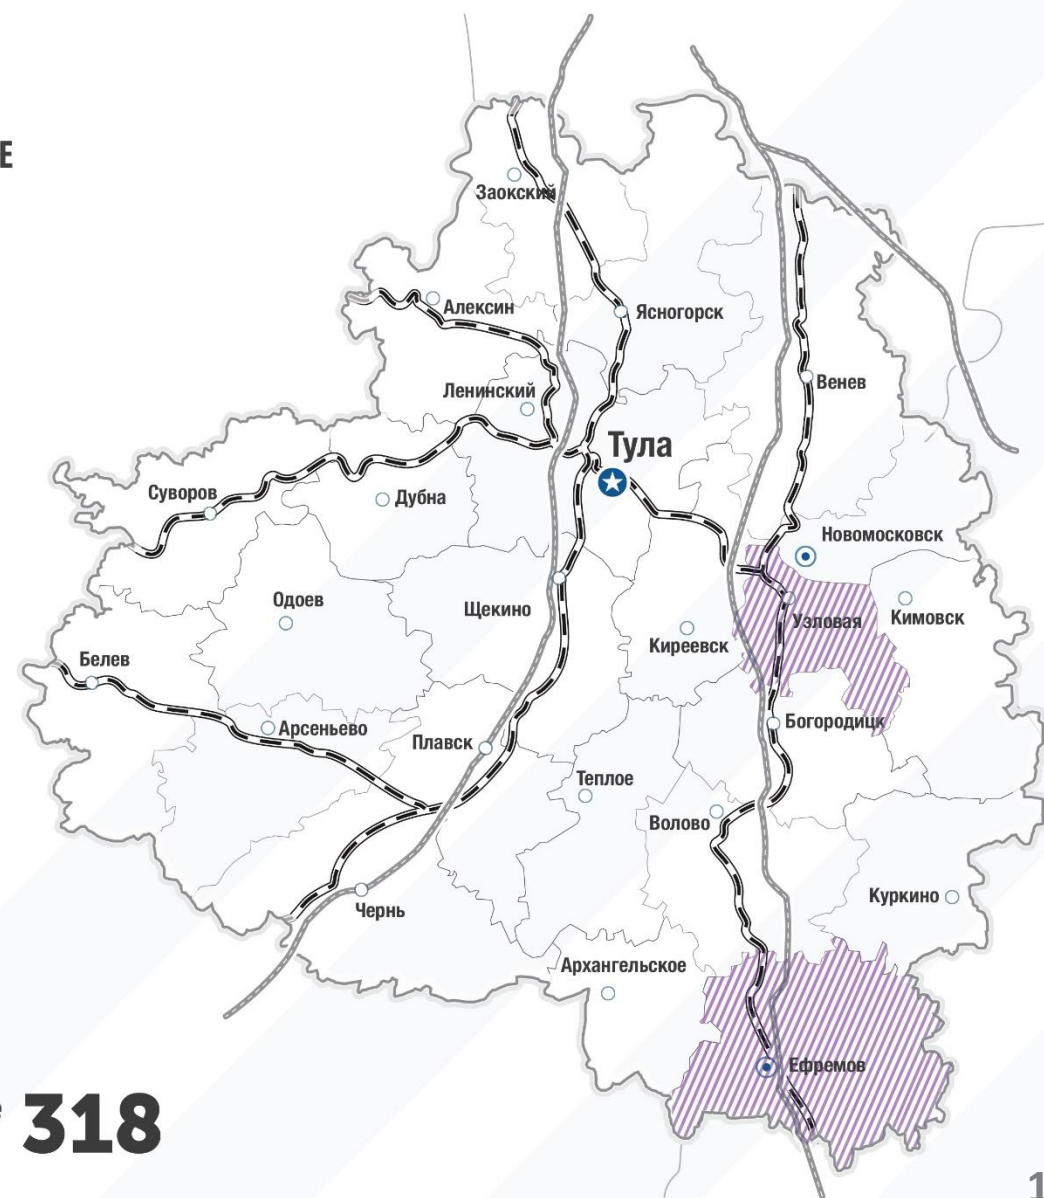 Е
Заокский
Алексин
Ясногорск
Венев
Ленинский
Тула
Суворов
Дубна
Новомосковск
Одоев
Щекино
Узловая
Кимовск
Киреевск
Белев
Арсеньево
Плавск
Богородицк
Теплое
Волово
Чернь
Куркино
Архангельское
Ефремов
318
1